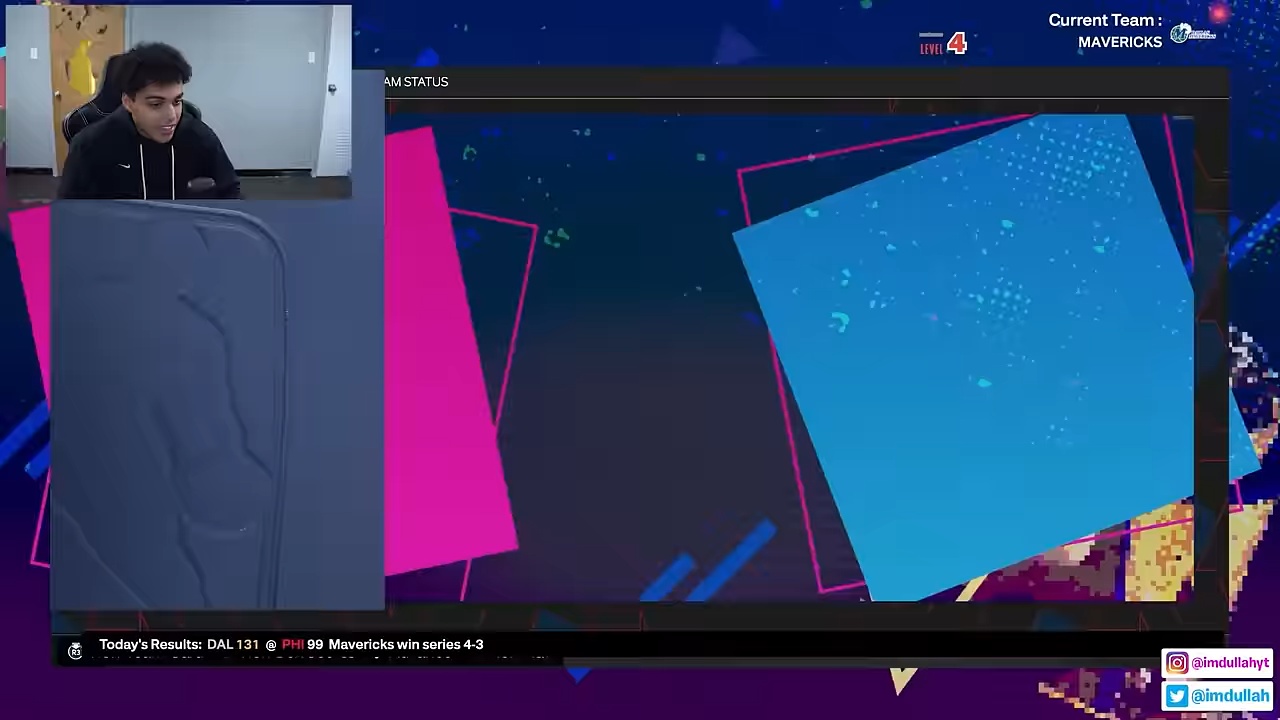 Current Team :
MAVERICKS
LEVEL 4
AM STATUS
Today's Results: DAL 131 @ PHI 99 Mavericks win series 4-3
@imdullahyt
@imdullah